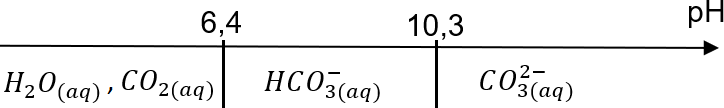 6,4 10,3 pH
H₂O₍aq₎ , CO₂₍aq₎ HCO₃⁻₍aq₎ CO₃²⁻₍aq₎